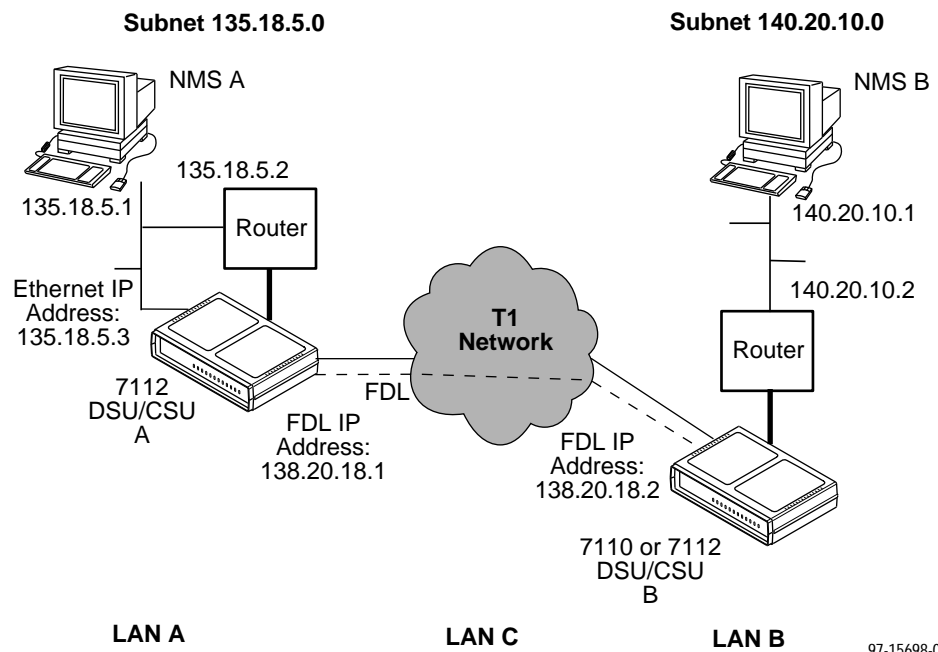 Subnet 135.18.5.0
Subnet 140.20.10.0
NMS A
NMS B
135.18.5.2
135.18.5.1
Router
140.20.10.1
Ethernet IP
Address:
135.18.5.3
140.20.10.2
T1
Network
Router
FDL
7112
DSU/CSU
A
FDL IP
Address:
138.20.18.1
FDL IP
Address:
138.20.18.2
7110 or 7112
DSU/CSU
B
LAN A
LAN C
LAN B